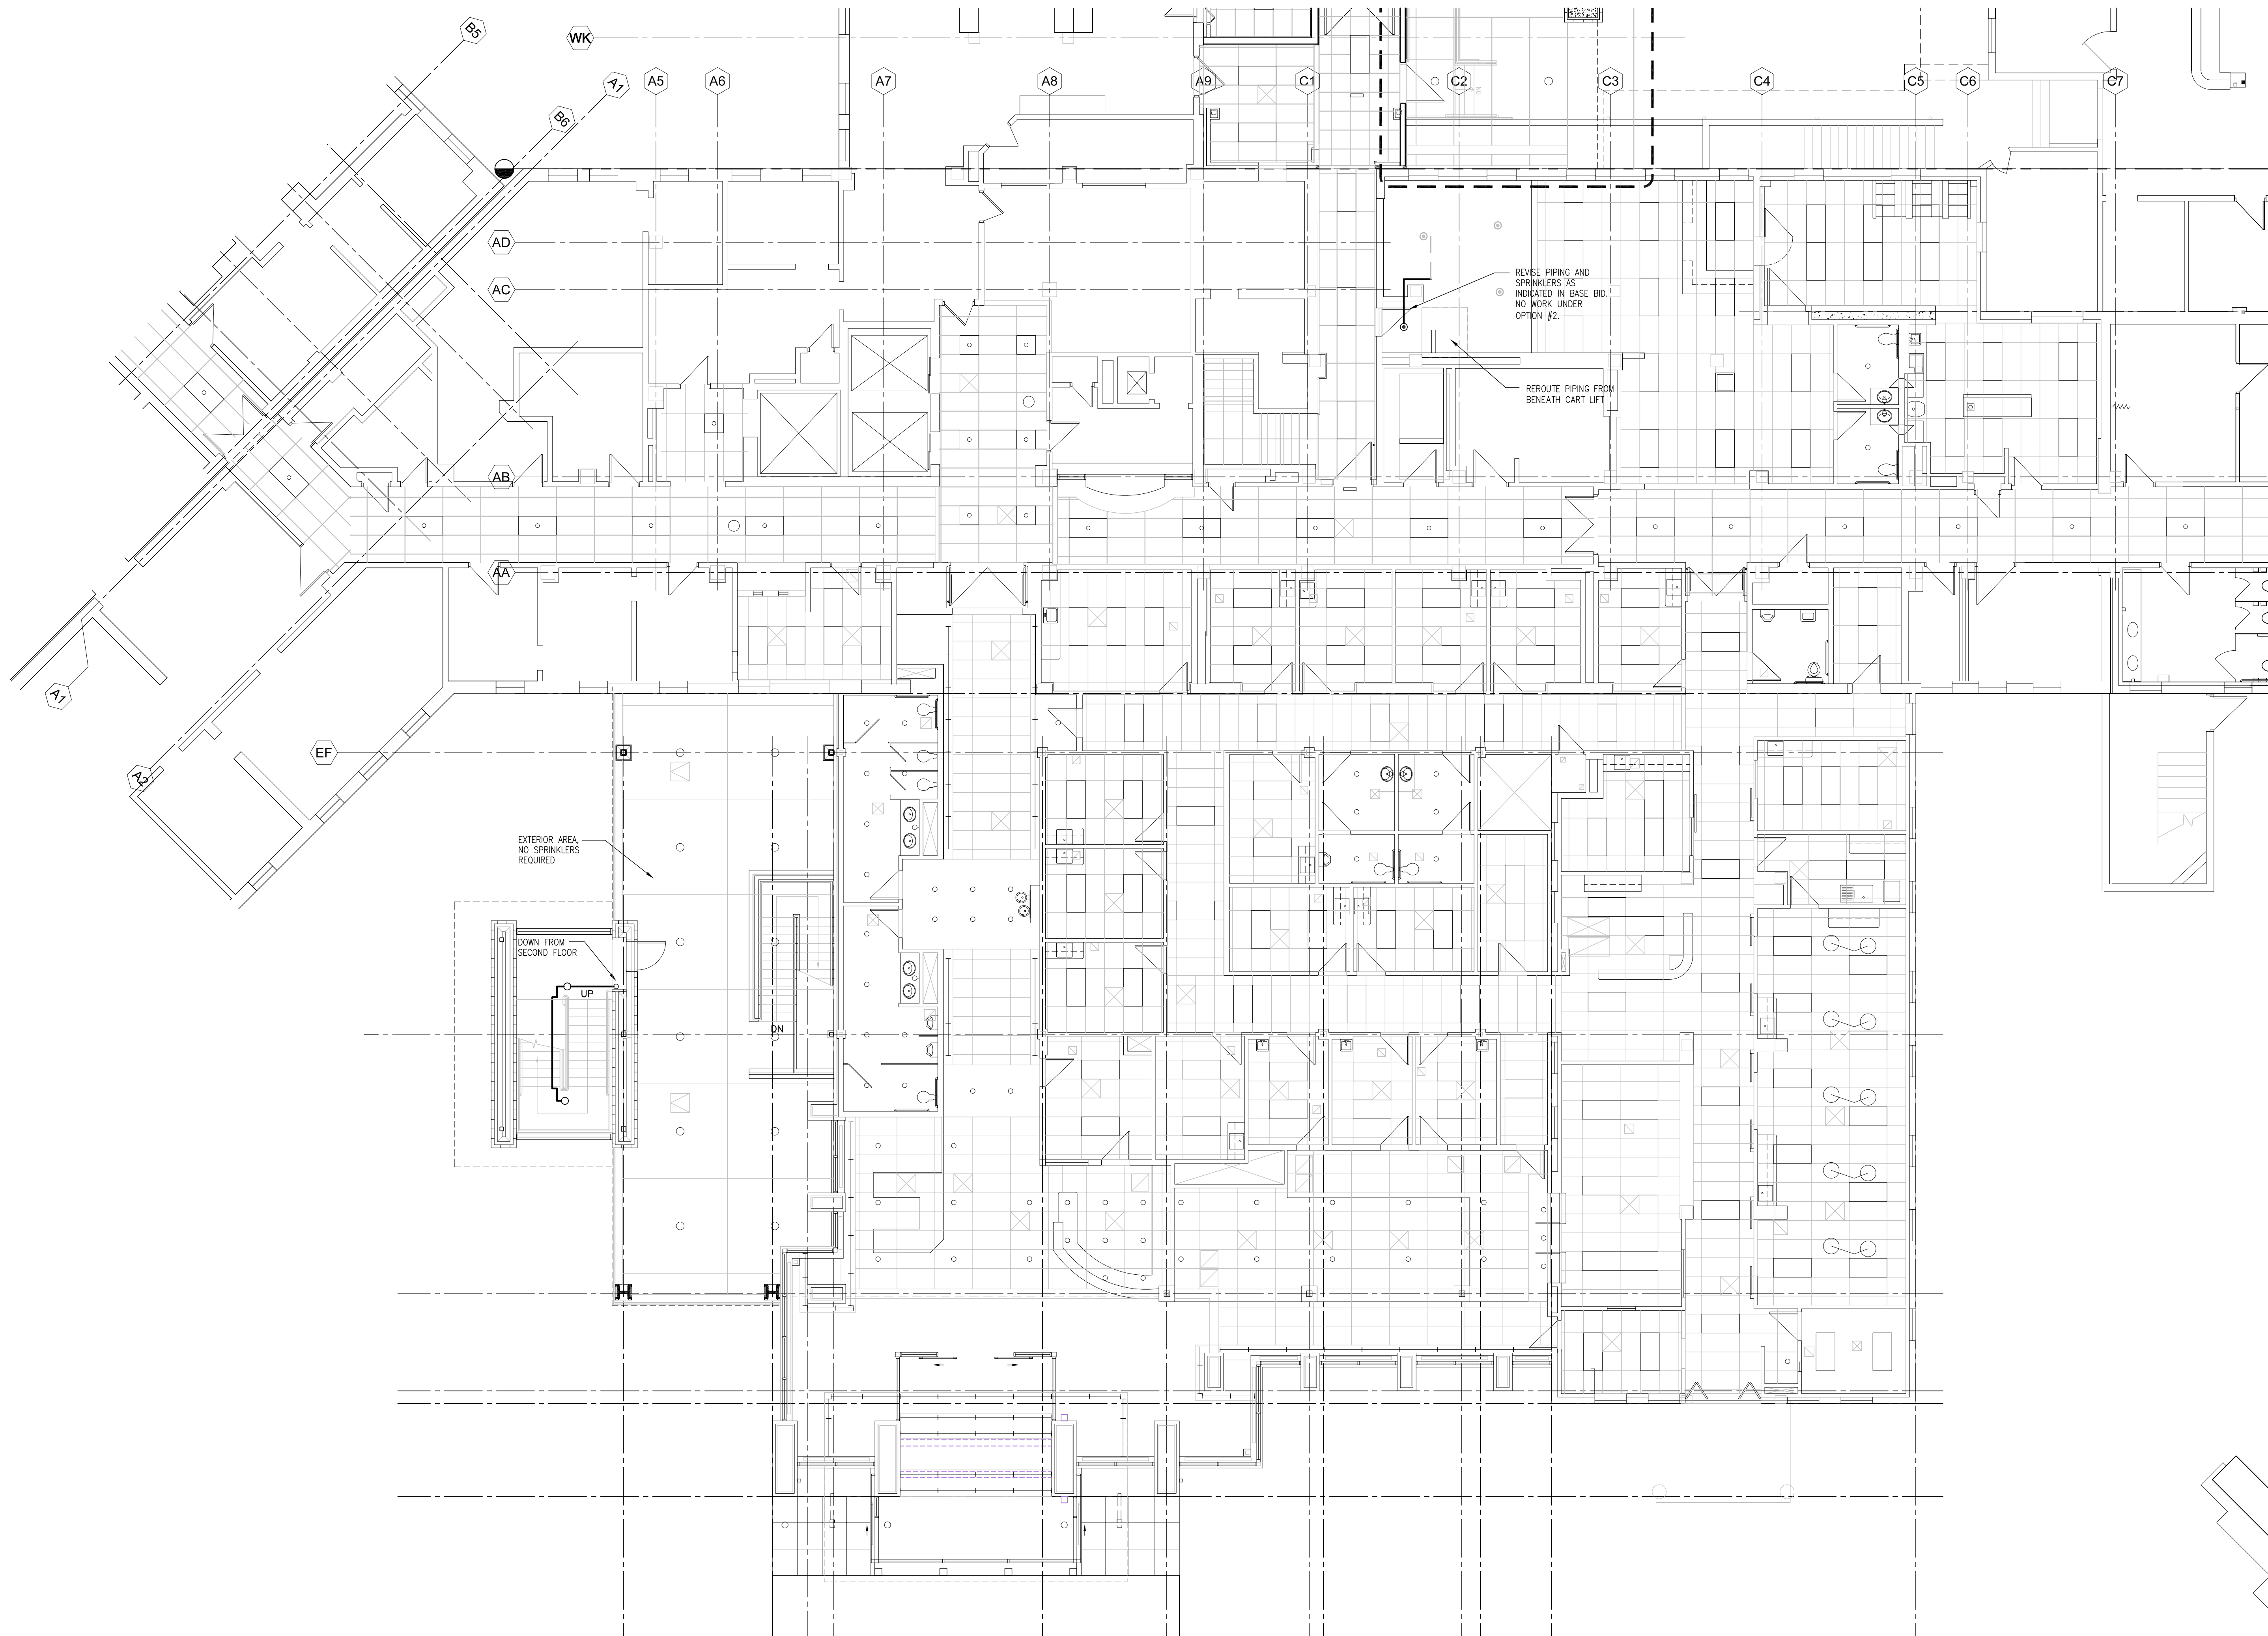 B5
WK
A1
B6
A5
A6
A7
A8
A9
C1
C2
C3
C4
C5
C6
C7
AD
AC
REVISE PIPING AND
SPRINKLERS AS
INDICATED IN BASE BID.
NO WORK UNDER
OPTION #2.
REROUTE PIPING FROM
BENEATH CART LIFT
AB
AA
A1
EF
A2
EXTERIOR AREA,
NO SPRINKLERS
REQUIRED
DOWN FROM
SECOND FLOOR
UP
DN